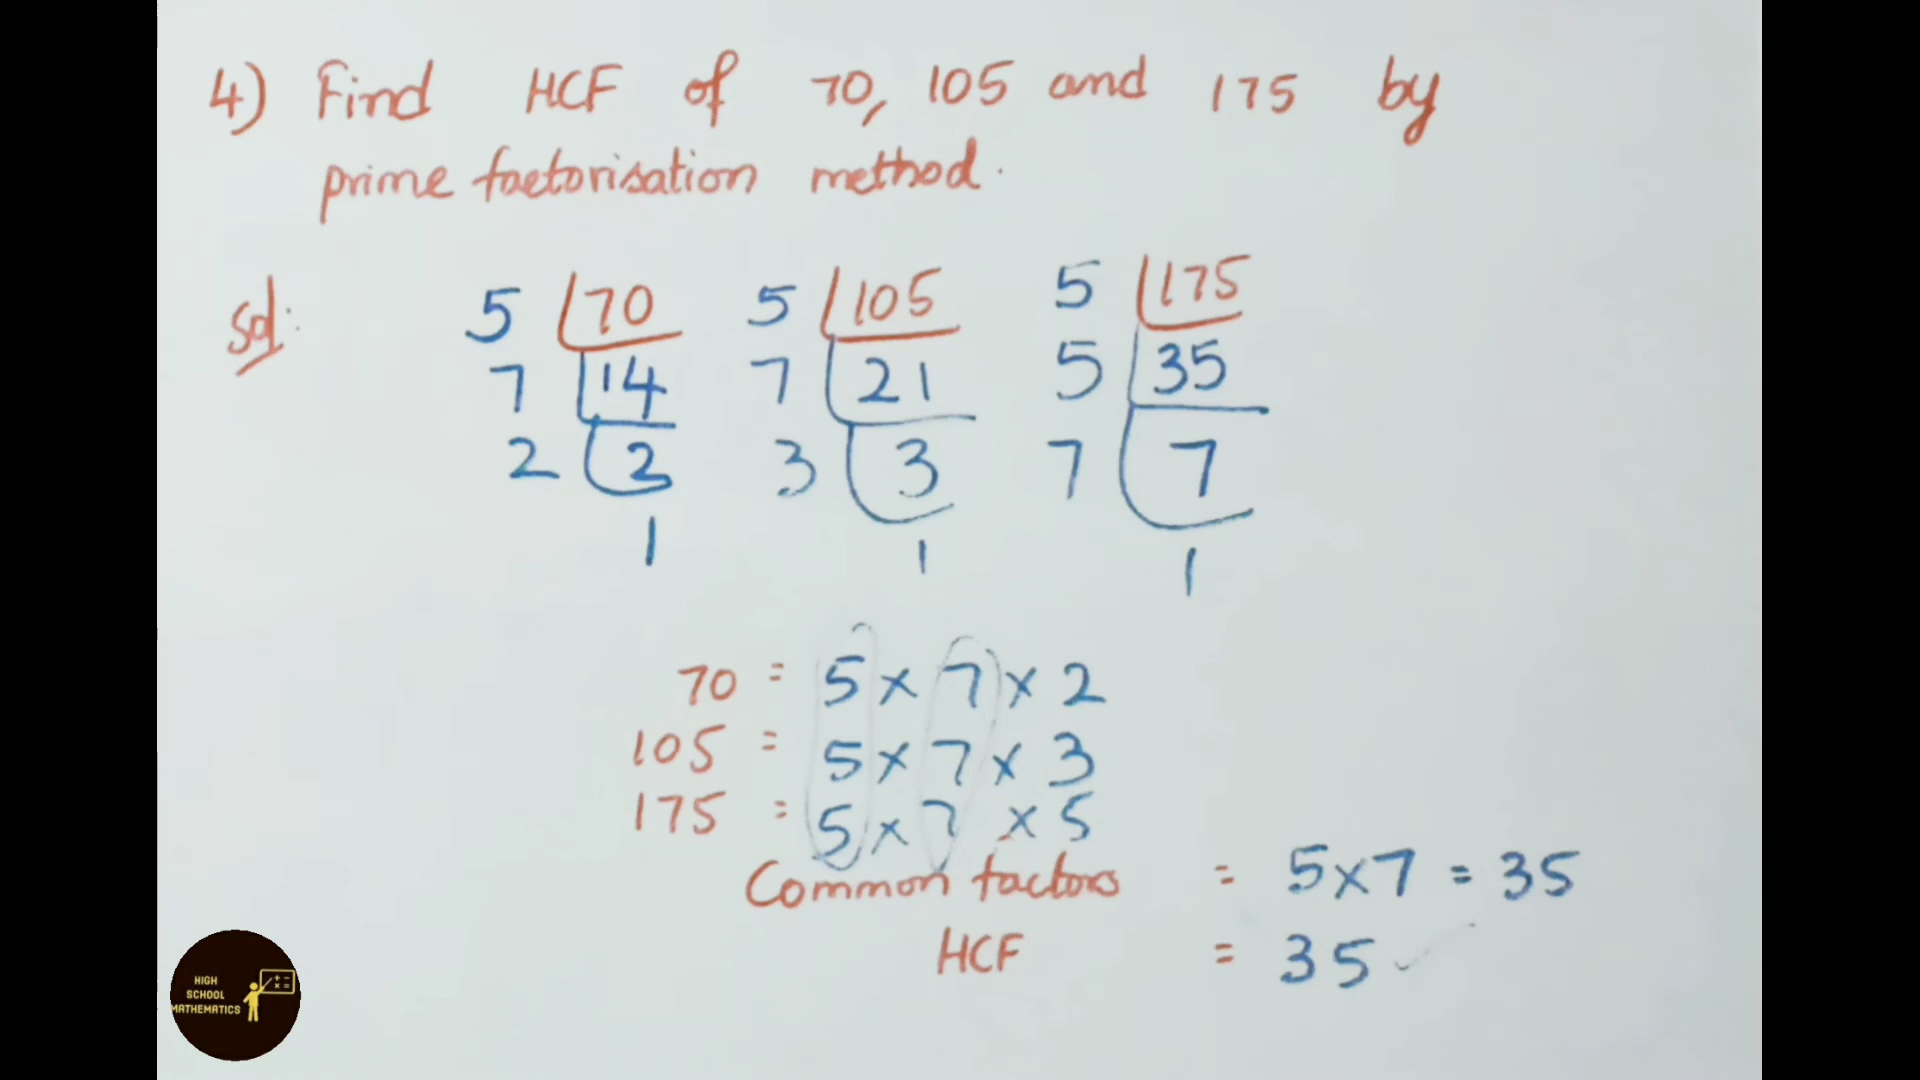 4) Find HCF of 70, 105 and 175 by
prime factorisation method.
Sol:
5 70 5 105 5 175
7 14 7 21 5 35
2 2 3 3 7 7
1 1 1
70 = 5 x 7 x 2
105 = 5 x 7 x 3
175 = 5 x 7 x 5
Common factors = 5 x 7 = 35
HCF = 35
HIGH
SCHOOL
MATHEMATICS